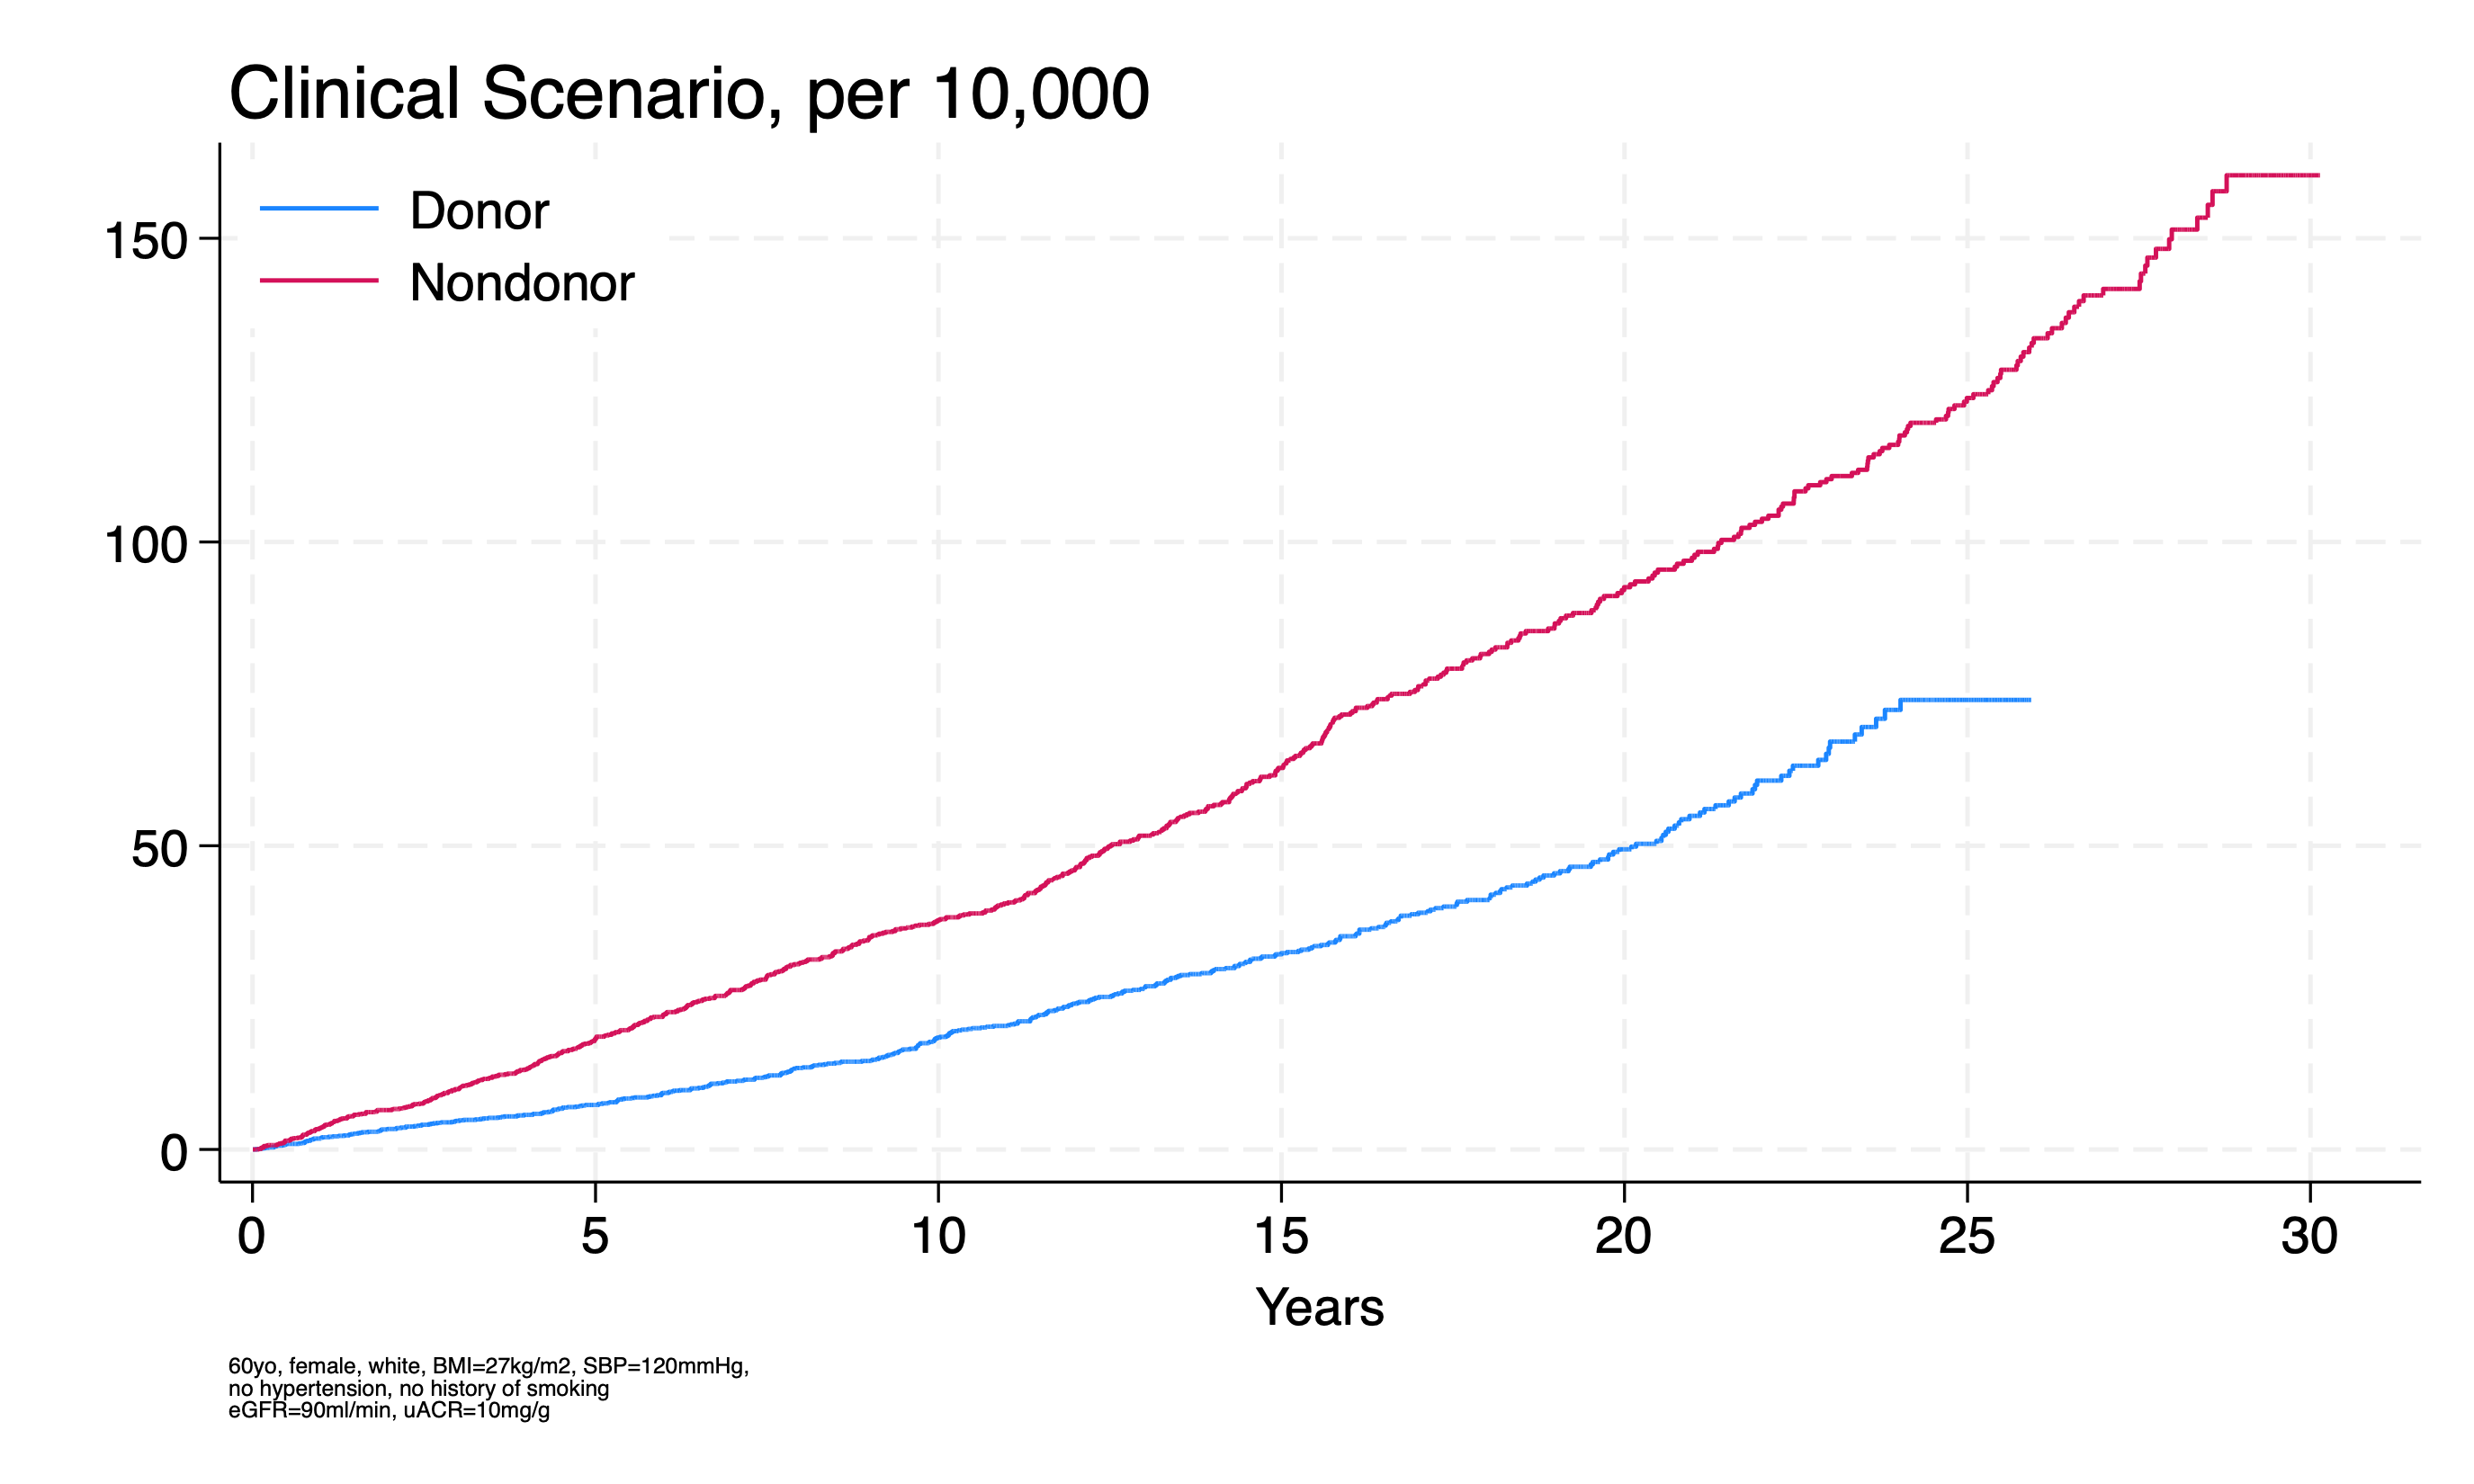 Clinical Scenario, per 10,000
Donor
Nondonor
150
100
50
0
0 5 10 15 20 25 30
Years
60yo, female, white, BMI=27kg/m2, SBP=120mmHg,
no hypertension, no history of smoking
eGFR=90ml/min, uACR=10mg/g